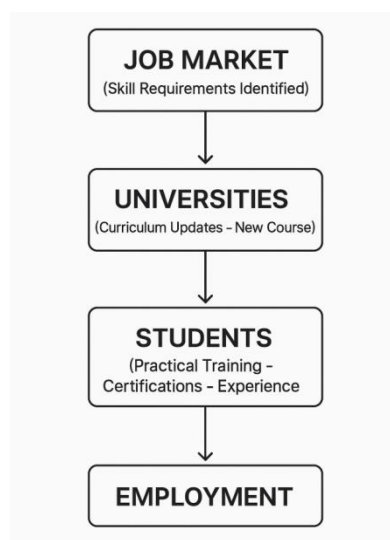 JOB MARKET
(Skill Requirements Identified)
UNIVERSITIES
(Curriculum Updates – New Course)
STUDENTS
(Practical Training –
Certifications – Experience
EMPLOYMENT